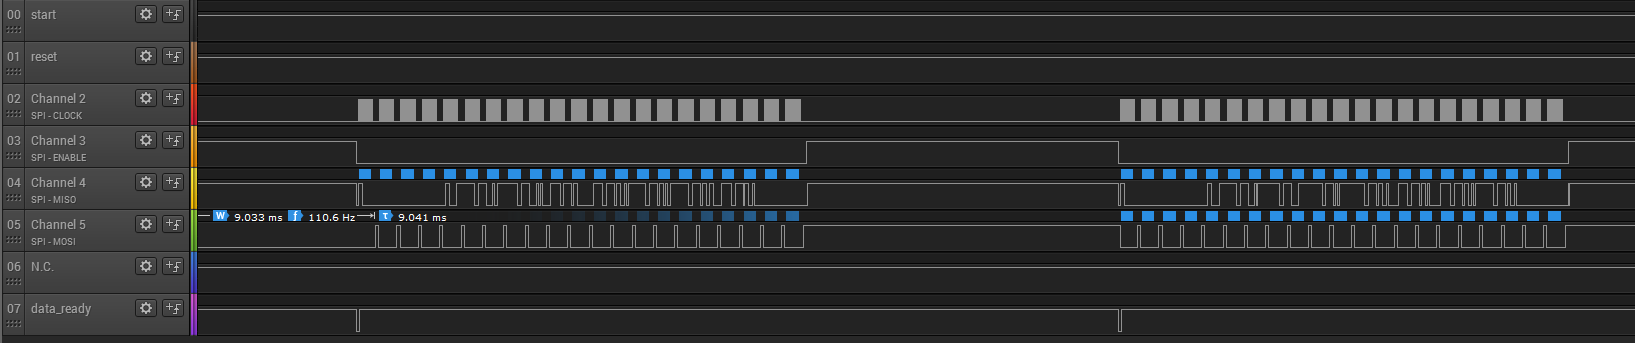 00 start
01 reset
02 Channel 2
SPI - CLOCK
03 Channel 3
SPI - ENABLE
04 Channel 4
SPI - MISO
W 9.033 ms f 110.6 Hz τ 9.041 ms
05 Channel 5
SPI - MOSI
06 N.C.
07 data_ready